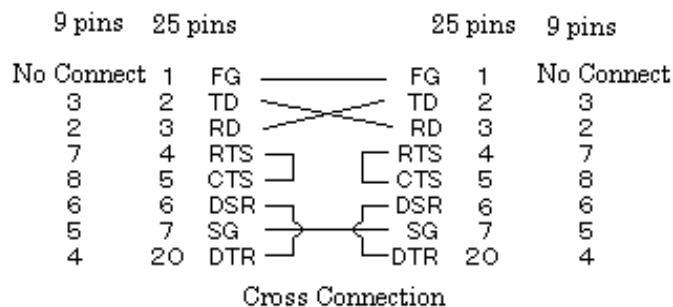 9 pins 25 pins 25 pins 9 pins
No Connect 1 FG FG 1 No Connect
3 2 TD TD 2 3
2 3 RD RD 3 2
7 4 RTS RTS 4 7
8 5 CTS CTS 5 8
6 6 DSR DSR 6 6
5 7 SG SG 7 5
4 20 DTR DTR 20 4
Cross Connection